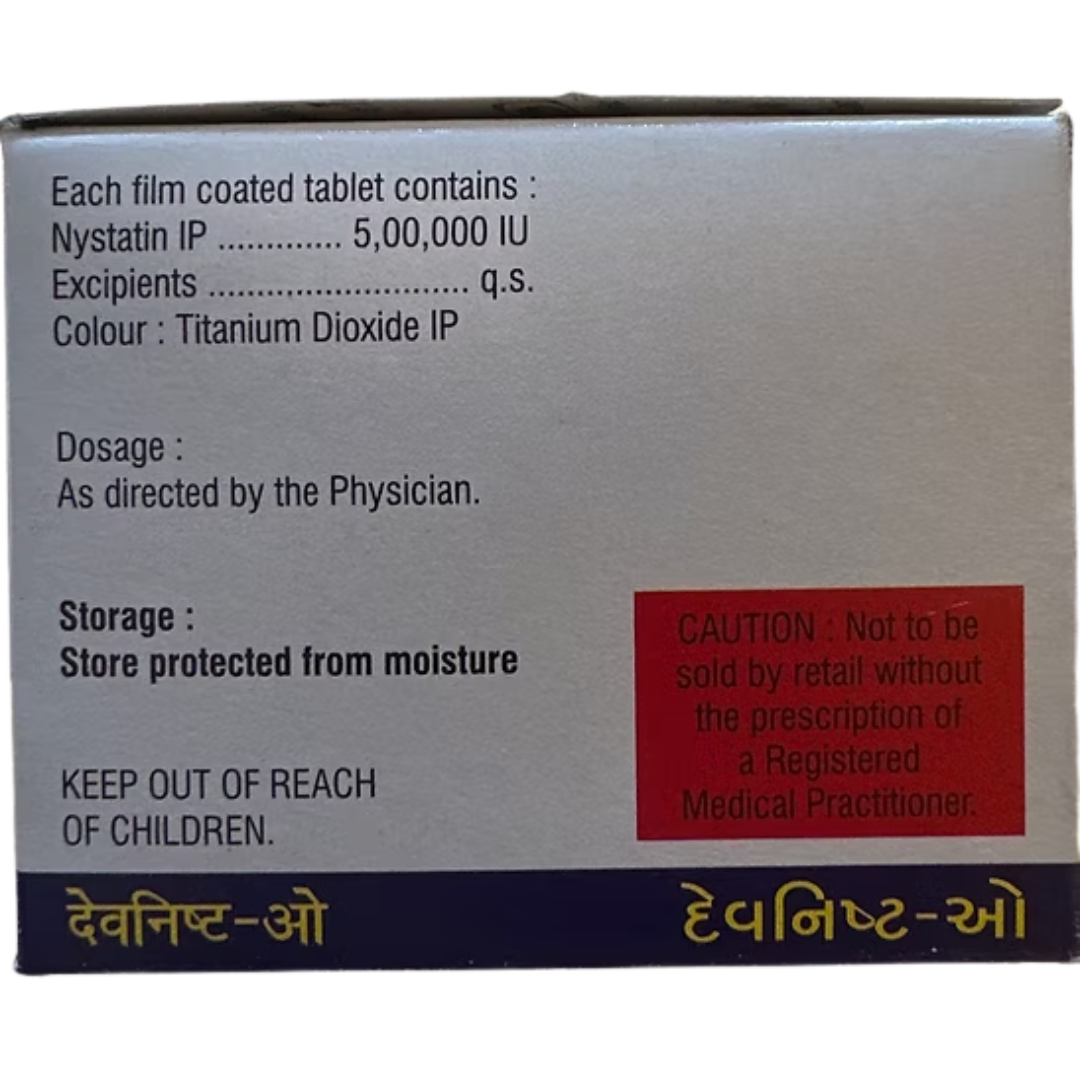 Each film coated tablet contains :
Nystatin IP ............. 5,00,000 IU
Excipients ........................... q.s.
Colour : Titanium Dioxide IP
Dosage :
As directed by the Physician.
Storage :
Store protected from moisture
KEEP OUT OF REACH
OF CHILDREN.
CAUTION : Not to be
sold by retail without
the prescription of
a Registered
Medical Practitioner.
देवनिष्ट-ओ
દેવનિષ્ટ-ઓ